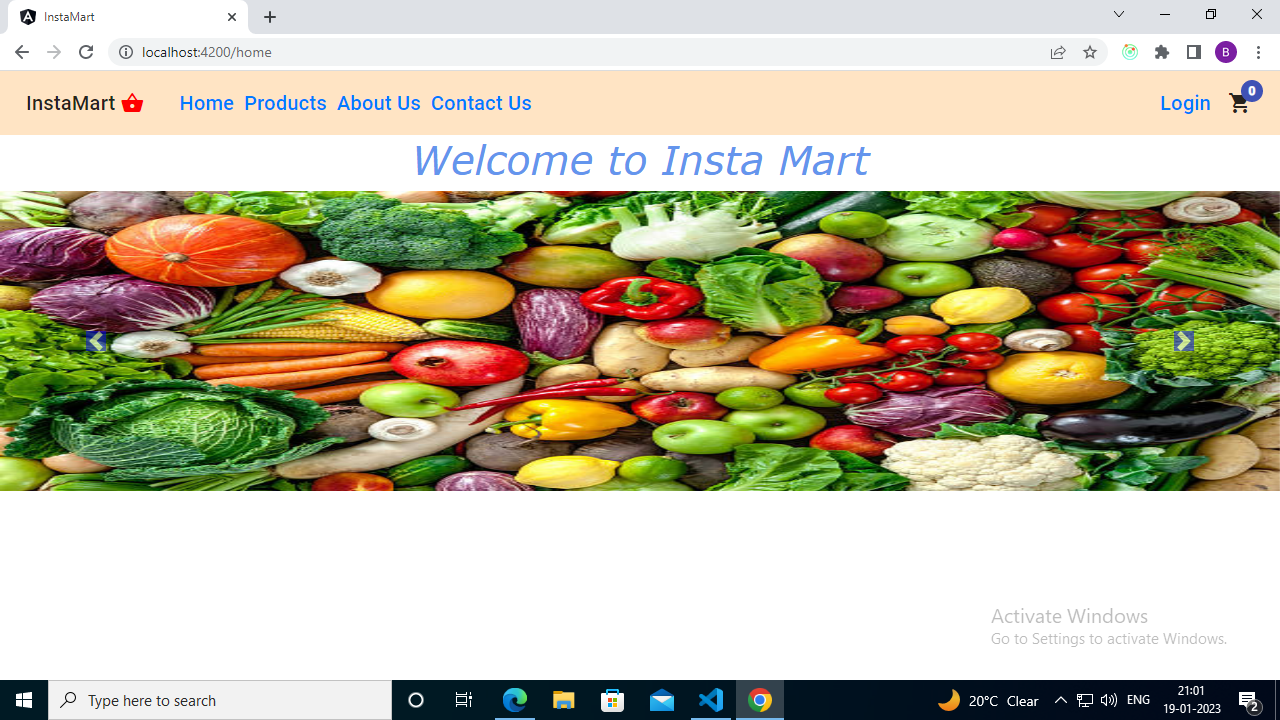 InstaMart
localhost:4200/home
B
InstaMart Home Products About Us Contact Us Login 0
Welcome to Insta Mart
Activate Windows
Go to Settings to activate Windows.
Type here to search
20°C Clear
ENG
21:01
19-01-2023
2